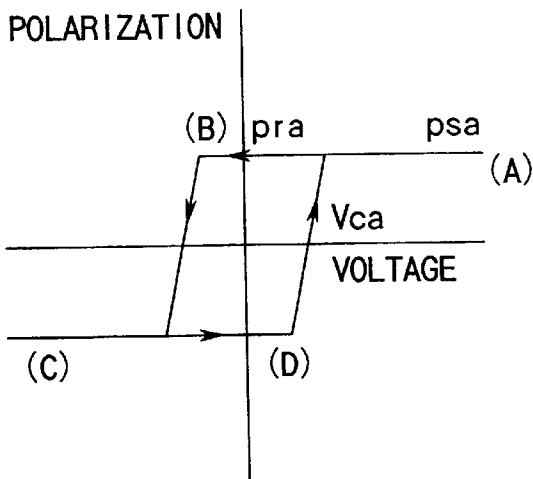 POLARIZATION
(B) pra psa
(A)
Vca
VOLTAGE
(C) (D)